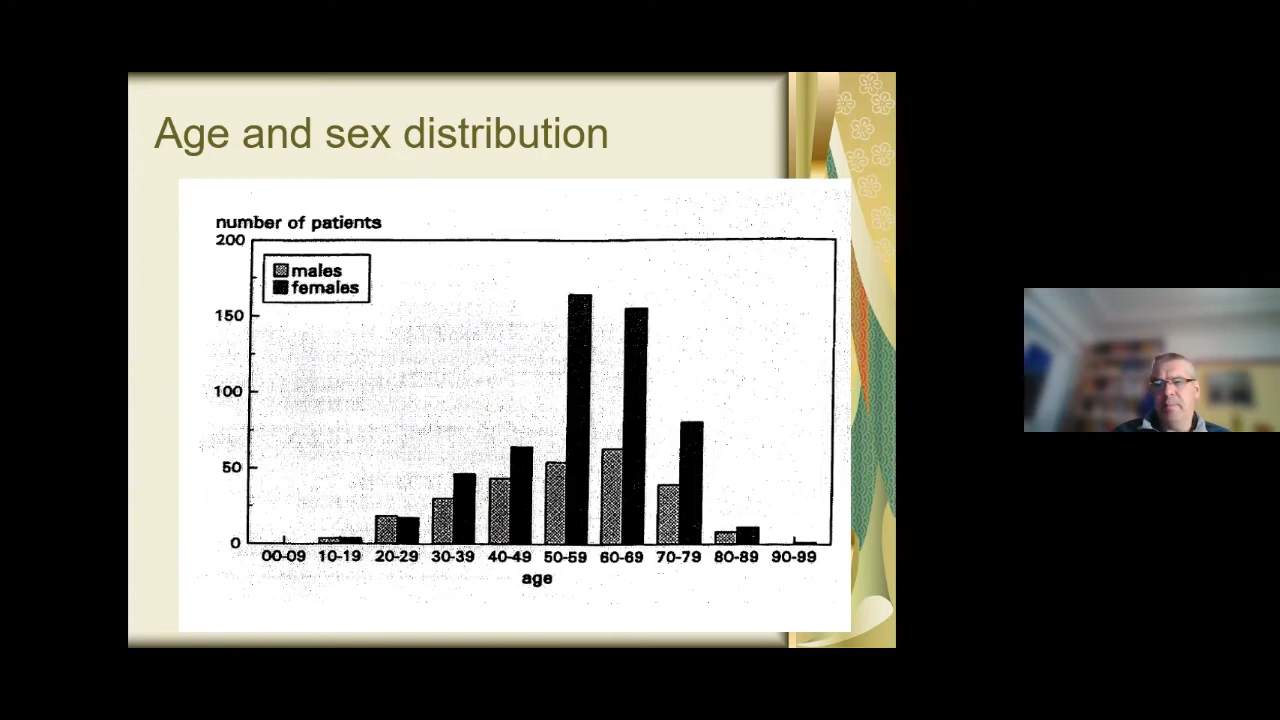 Age and sex distribution
number of patients
200
males
females
150
100
50
0
00-09 10-19 20-29 30-39 40-49 50-59 60-69 70-79 80-89 90-99
age